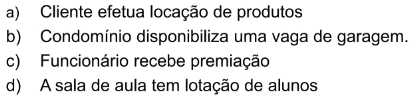 a) Cliente efetua locação de produtos
b) Condomínio disponibiliza uma vaga de garagem.
c) Funcionário recebe premiação
d) A sala de aula tem lotação de alunos